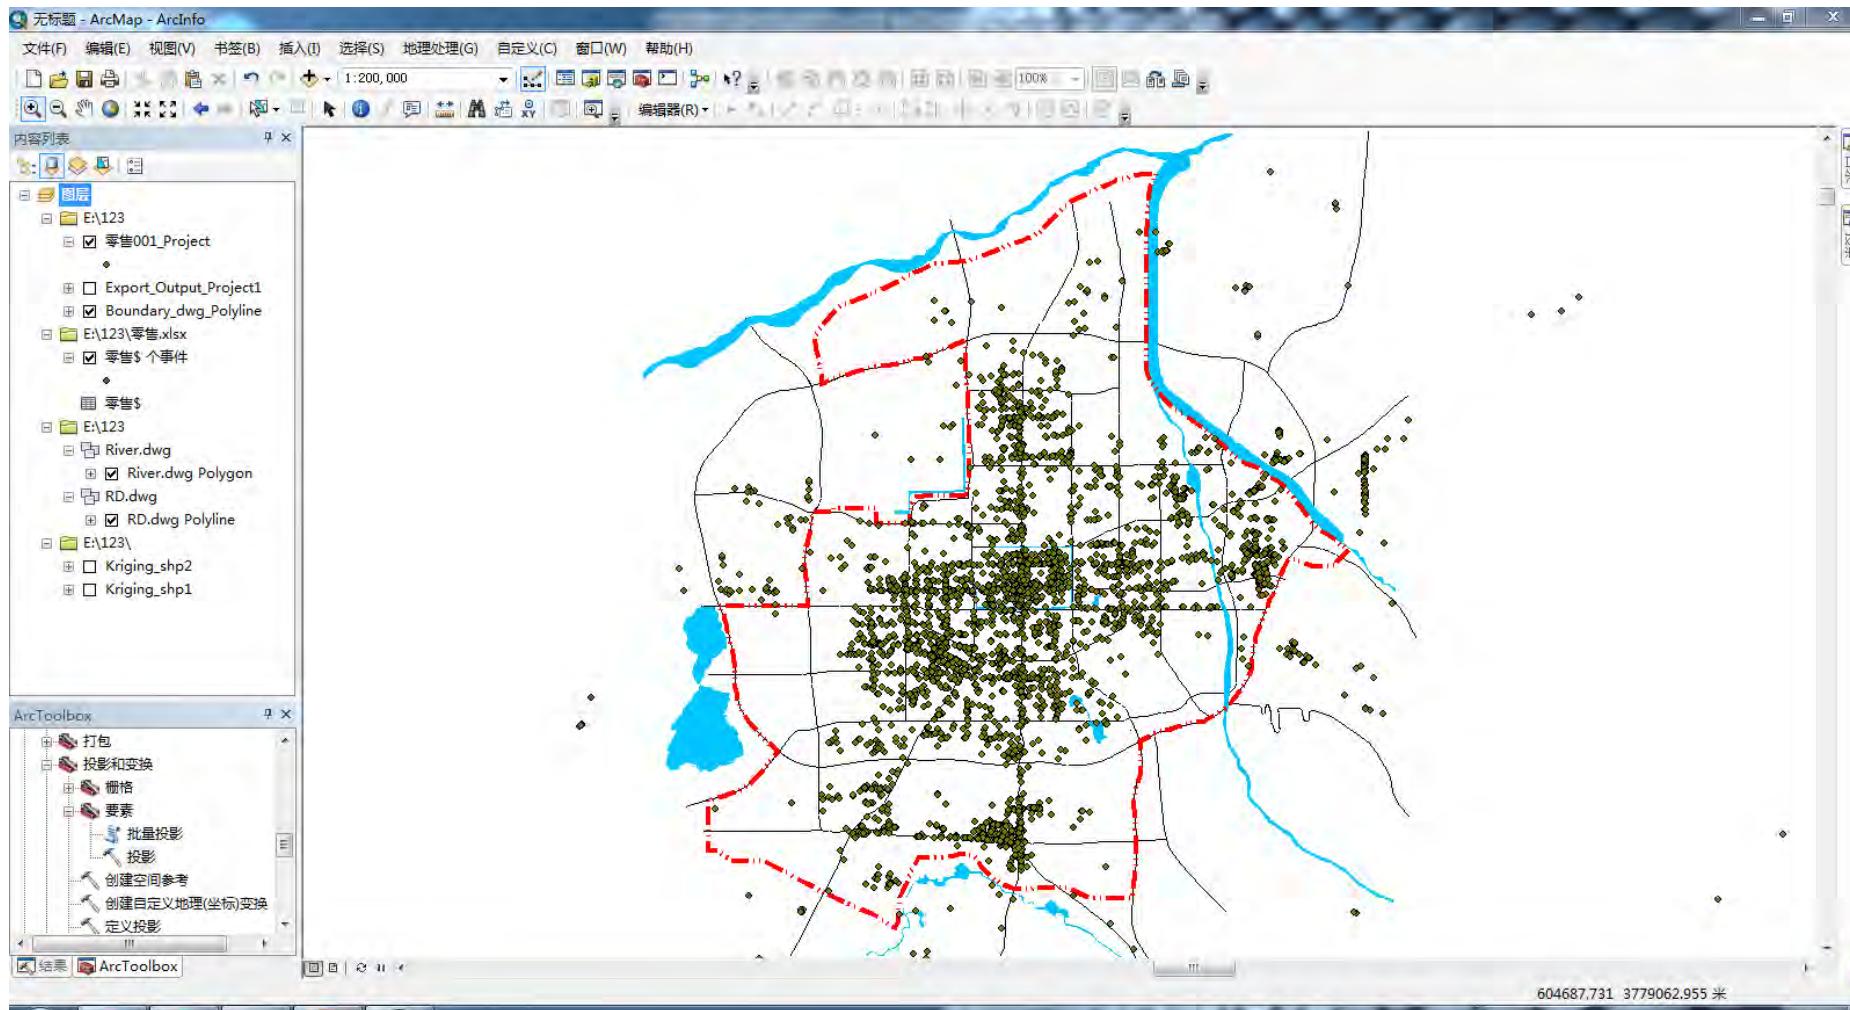 无标题 - ArcMap - ArcInfo
文件(F) 编辑(E) 视图(V) 书签(B) 插入(I) 选择(S) 地理处理(G) 自定义(C) 窗口(W) 帮助(H)
1:200,000
100%
编辑器(R)
内容列表
图层
E:\123
零售001_Project
Export_Output_Project1
Boundary_dwg_Polyline
E:\123\零售.xlsx
零售$ 个事件
零售$
E:\123
River.dwg
River.dwg Polygon
RD.dwg
RD.dwg Polyline
E:\123\
Kriging_shp2
Kriging_shp1
ArcToolbox
打包
投影和变换
栅格
要素
批量投影
投影
创建空间参考
创建自定义地理(坐标)变换
定义投影
结果 ArcToolbox
604687.731 3779062.955 米